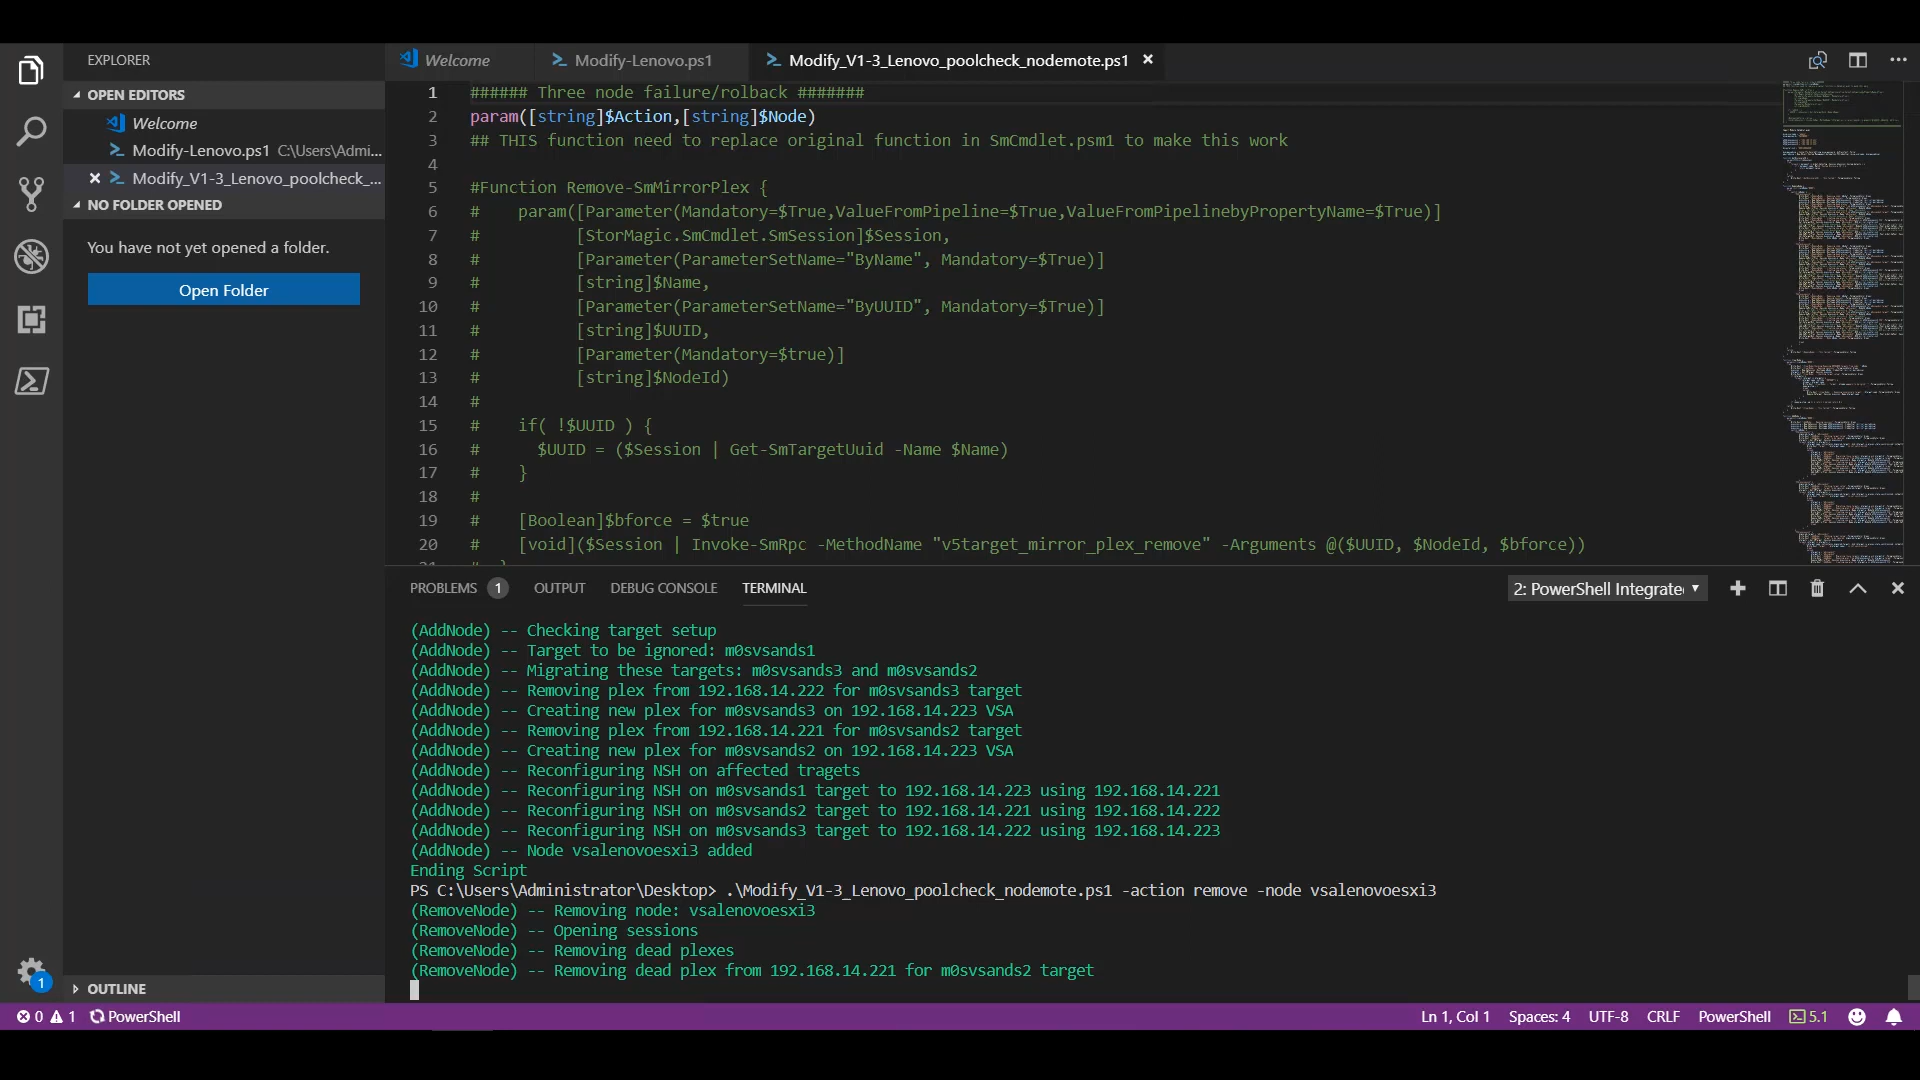 EXPLORER
OPEN EDITORS
Welcome
Modify-Lenovo.ps1 C:\Users\Admi...
Modify_V1-3_Lenovo_poolcheck_...
NO FOLDER OPENED
You have not yet opened a folder.
Open Folder
OUTLINE
1
Welcome
Modify-Lenovo.ps1
Modify_V1-3_Lenovo_poolcheck_nodemote.ps1
1 ###### Three node failure/rolback #######
2 param([string]$Action,[string]$Node)
3 ## THIS function need to replace original function in SmCmdlet.psm1 to make this work
4
5 #Function Remove-SmMirrorPlex {
6 # param([Parameter(Mandatory=$True,ValueFromPipeline=$True,ValueFromPipelinebyPropertyName=$True)]
7 # [StorMagic.SmCmdlet.SmSession]$Session,
8 # [Parameter(ParameterSetName="ByName", Mandatory=$True)]
9 # [string]$Name,
10 # [Parameter(ParameterSetName="ByUUID", Mandatory=$True)]
11 # [string]$UUID,
12 # [Parameter(Mandatory=$true)]
13 # [string]$NodeId)
14 #
15 # if( !$UUID ) {
16 # $UUID = ($Session | Get-SmTargetUuid -Name $Name)
17 # }
18 #
19 # [Boolean]$bforce = $true
20 # [void]($Session | Invoke-SmRpc -MethodName "v5target_mirror_plex_remove" -Arguments @($UUID, $NodeId, $bforce))
PROBLEMS 1 OUTPUT DEBUG CONSOLE TERMINAL
2: PowerShell Integrate
(AddNode) -- Checking target setup
(AddNode) -- Target to be ignored: m0svsands1
(AddNode) -- Migrating these targets: m0svsands3 and m0svsands2
(AddNode) -- Removing plex from 192.168.14.222 for m0svsands3 target
(AddNode) -- Creating new plex for m0svsands3 on 192.168.14.223 VSA
(AddNode) -- Removing plex from 192.168.14.221 for m0svsands2 target
(AddNode) -- Creating new plex for m0svsands2 on 192.168.14.223 VSA
(AddNode) -- Reconfiguring NSH on affected tragets
(AddNode) -- Reconfiguring NSH on m0svsands1 target to 192.168.14.223 using 192.168.14.221
(AddNode) -- Reconfiguring NSH on m0svsands2 target to 192.168.14.221 using 192.168.14.222
(AddNode) -- Reconfiguring NSH on m0svsands3 target to 192.168.14.222 using 192.168.14.223
(AddNode) -- Node vsalenovoesxi3 added
Ending Script
PS C:\Users\Administrator\Desktop> .\Modify_V1-3_Lenovo_poolcheck_nodemote.ps1 -action remove -node vsalenovoesxi3
(RemoveNode) -- Removing node: vsalenovoesxi3
(RemoveNode) -- Opening sessions
(RemoveNode) -- Removing dead plexes
(RemoveNode) -- Removing dead plex from 192.168.14.221 for m0svsands2 target
0 1 PowerShell
Ln 1, Col 1 Spaces: 4 UTF-8 CRLF PowerShell 5.1